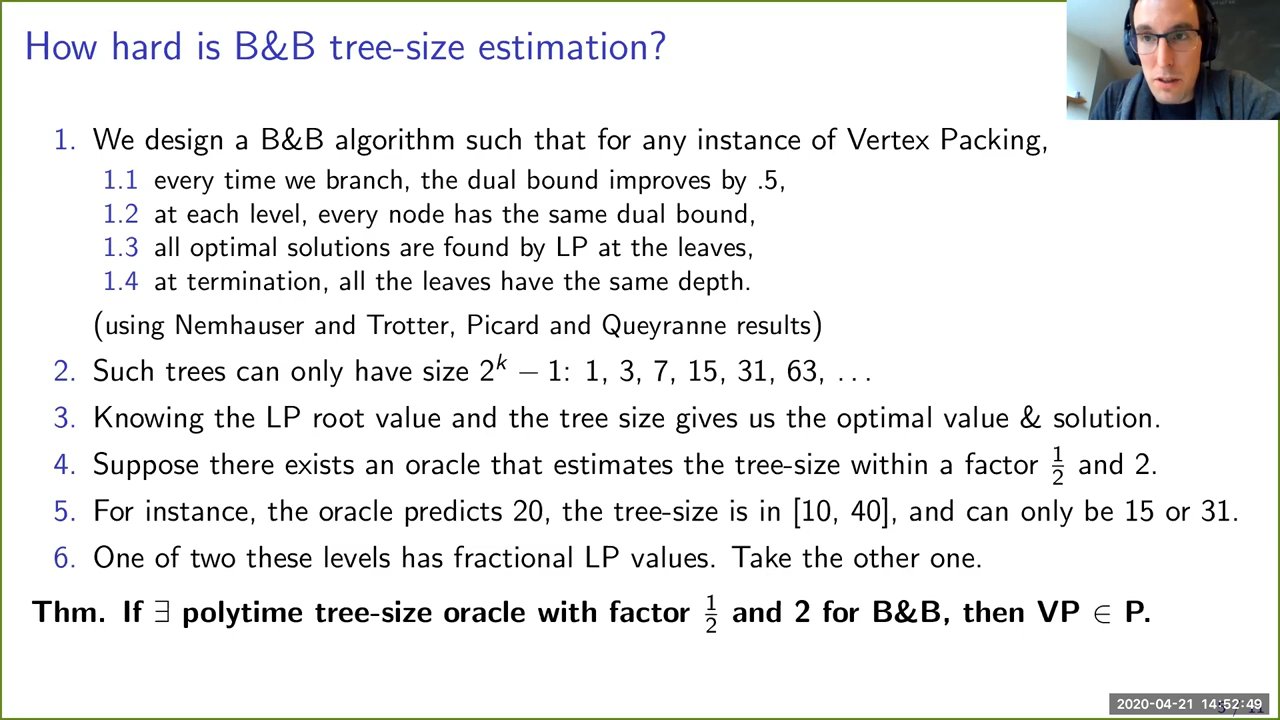 How hard is B&B tree-size estimation?
1. We design a B&B algorithm such that for any instance of Vertex Packing,
1.1 every time we branch, the dual bound improves by .5,
1.2 at each level, every node has the same dual bound,
1.3 all optimal solutions are found by LP at the leaves,
1.4 at termination, all the leaves have the same depth.
(using Nemhauser and Trotter, Picard and Queyranne results)
2. Such trees can only have size 2^k − 1: 1, 3, 7, 15, 31, 63, ...
3. Knowing the LP root value and the tree size gives us the optimal value & solution.
4. Suppose there exists an oracle that estimates the tree-size within a factor 1/2 and 2.
5. For instance, the oracle predicts 20, the tree-size is in [10, 40], and can only be 15 or 31.
6. One of two these levels has fractional LP values. Take the other one.
Thm. If ∃ polytime tree-size oracle with factor 1/2 and 2 for B&B, then VP ∈ P.
2020-04-21 14:52:49